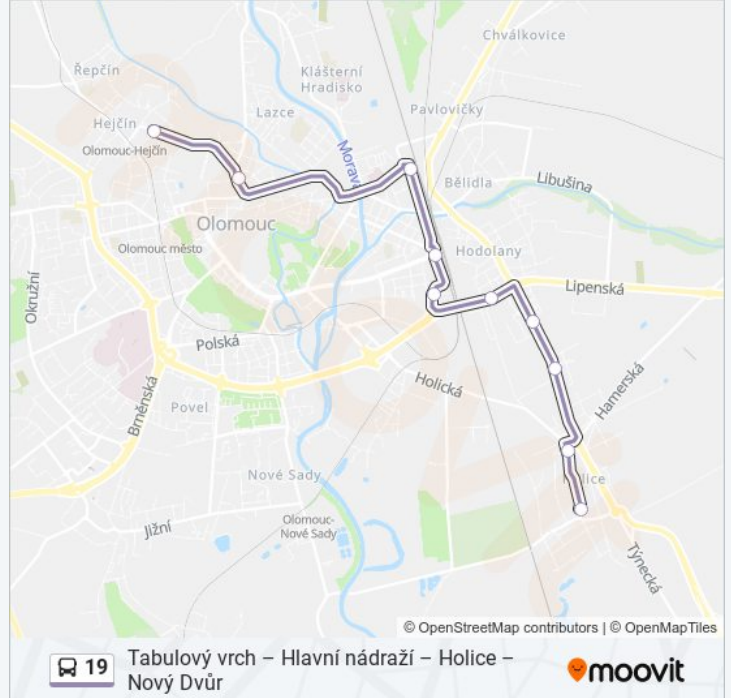 Chválkovice
Řepčín
Klášterní
Hradisko
Lazce
Pavlovičky
Hejčín
Olomouc-Hejčín
Morava
Bělidla
Libušina
Olomouc
Olomouc město
Hodolany
Okružní
Lipenská
Polská
Holická
Hamerská
Brněnská
Povel
Nové Sady
Olomouc-
Nové Sady
Jižní
Týnecká
© OpenStreetMap contributors | © OpenMapTiles
19
Tabulový vrch – Hlavní nádraží – Holice –
Nový Dvůr
moovit